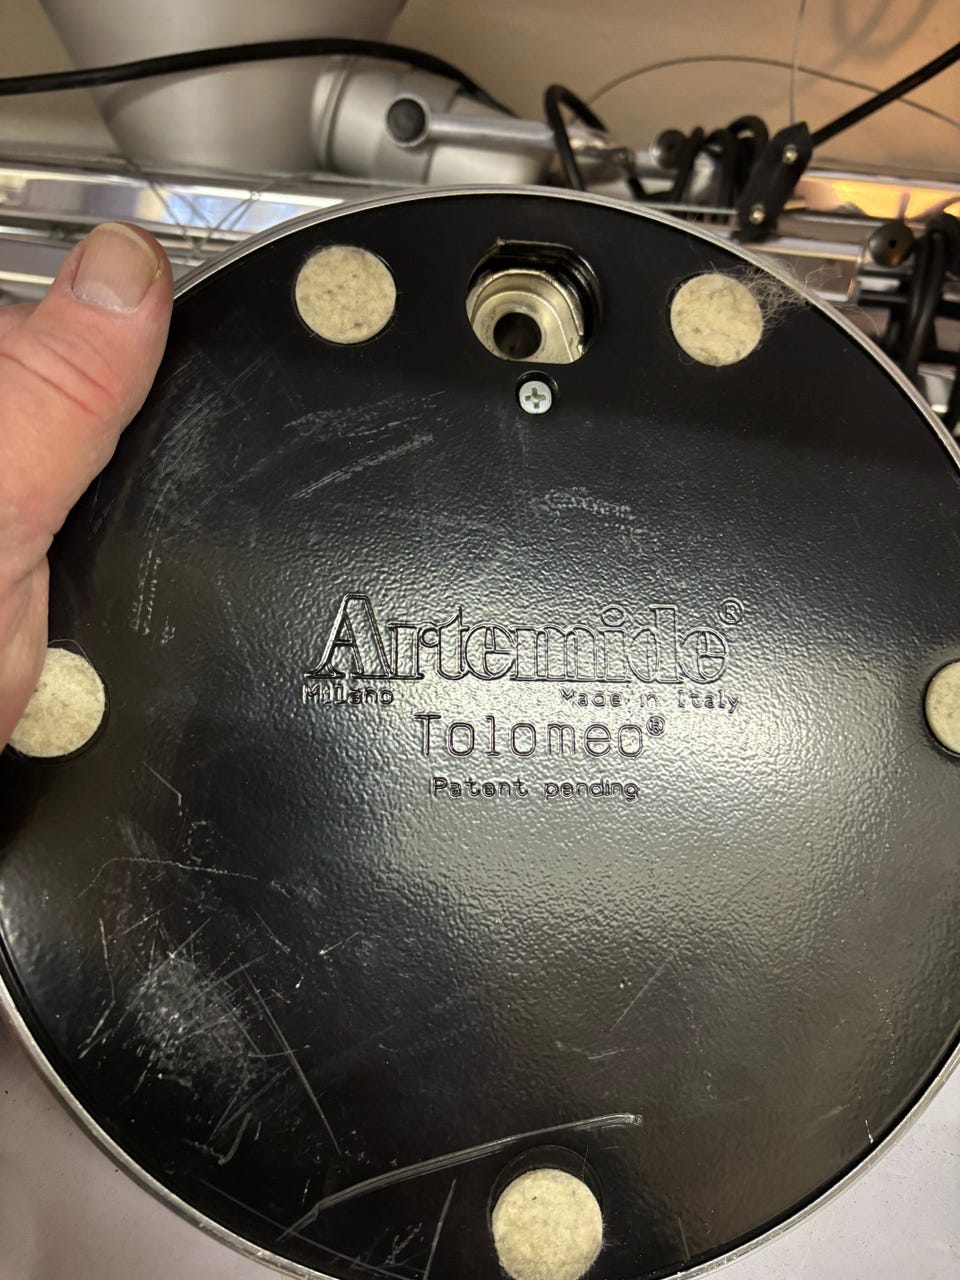 Artemide®
Milano Made in Italy
Tolomeo®
Patent pending